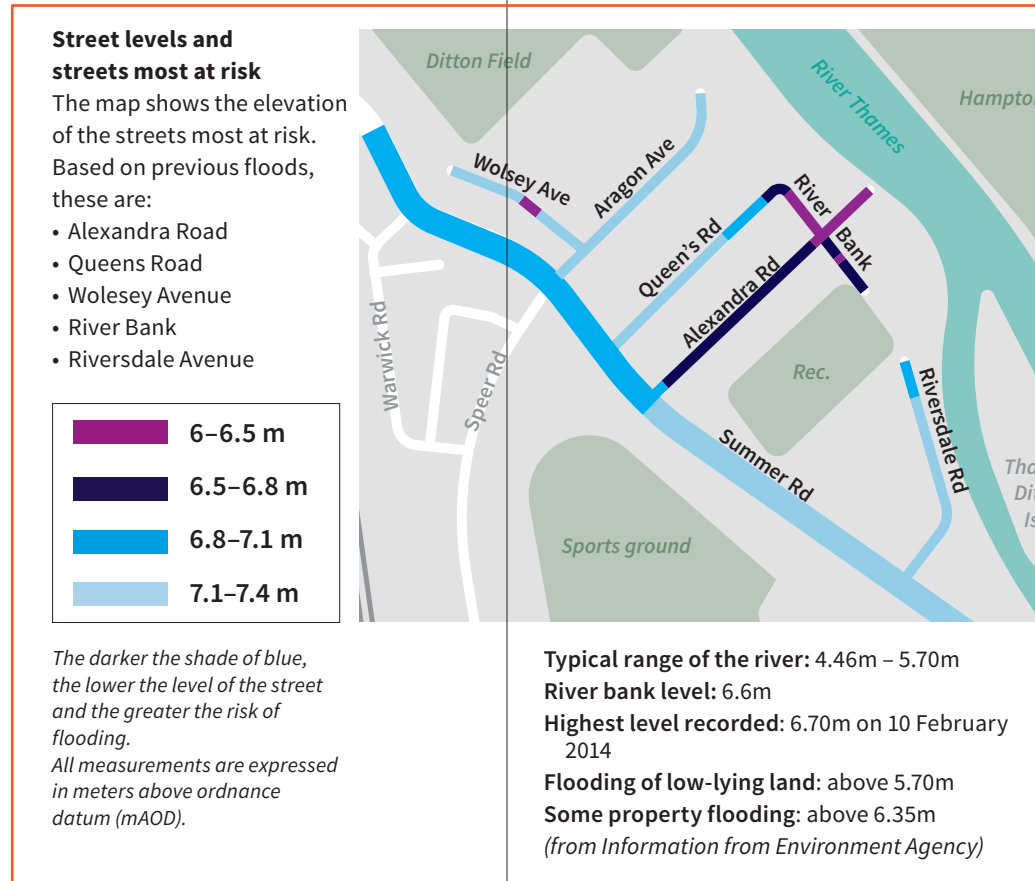 Street levels and
streets most at risk
The map shows the elevation
of the streets most at risk.
Based on previous floods,
these are:
• Alexandra Road
• Queens Road
• Wolesey Avenue
• River Bank
• Riversdale Avenue
6–6.5 m
6.5–6.8 m
6.8–7.1 m
7.1–7.4 m
The darker the shade of blue,
the lower the level of the street
and the greater the risk of
flooding.
All measurements are expressed
in meters above ordnance
datum (mAOD).
Ditton Field
River Thames
Wolsey Ave
Aragon Ave
River Bank
Queen's Rd
Alexandra Rd
Warwick Rd
Speer Rd
Rec.
Riversdale Rd
Summer Rd
Sports ground
Typical range of the river: 4.46m – 5.70m
River bank level: 6.6m
Highest level recorded: 6.70m on 10 February
2014
Flooding of low-lying land: above 5.70m
Some property flooding: above 6.35m
(from Information from Environment Agency)